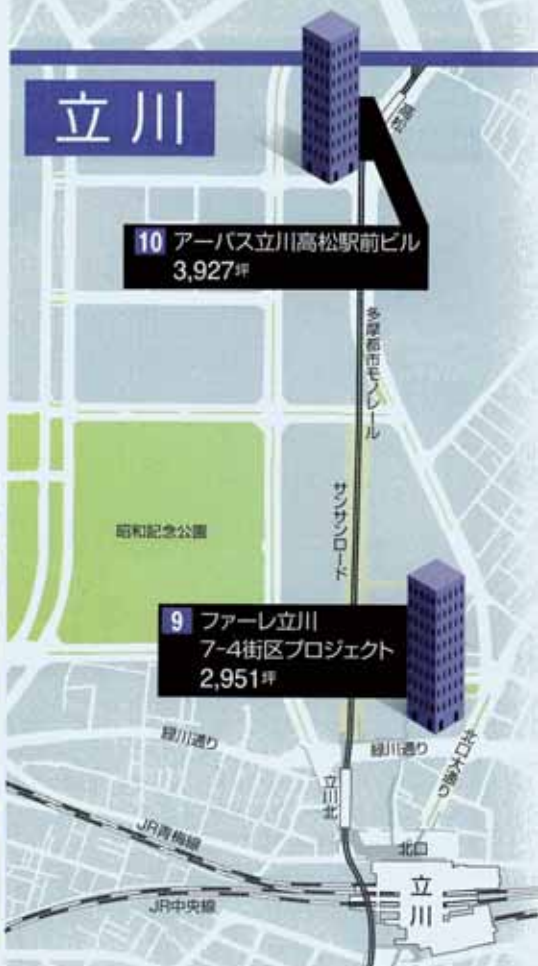 立川
高松
10 アーバス立川高松駅前ビル
3,927坪
多摩都市モノレール
サンサンロード
昭和記念公園
9 ファーレ立川
7-4街区プロジェクト
2,951坪
緑川通り
緑川通り
北口大通り
立川北
JR青梅線
北口
立川
JR中央線